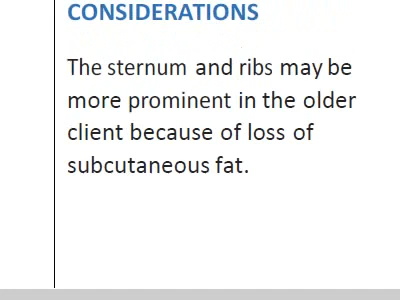 CONSIDERATIONS
The sternum and ribs may be
more prominent in the older
client because of loss of
subcutaneous fat.